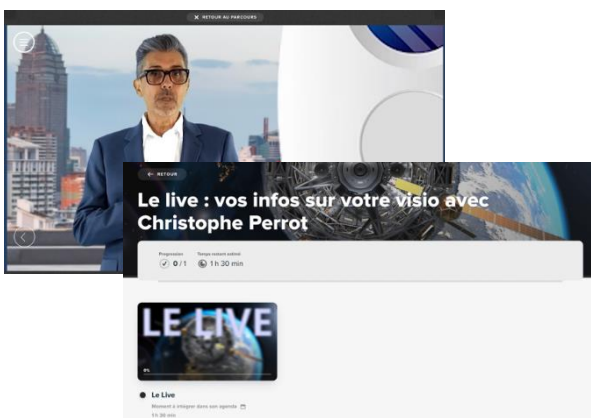 ✕ RETOUR AU PARCOURS
← RETOUR
Le live : vos infos sur votre visio avec
Christophe Perrot
Progression
0 / 1
Temps restant estimé
1 h 30 min
LE LIVE
0%
Le Live
Moment à intégrer dans son agenda
1 h 30 min